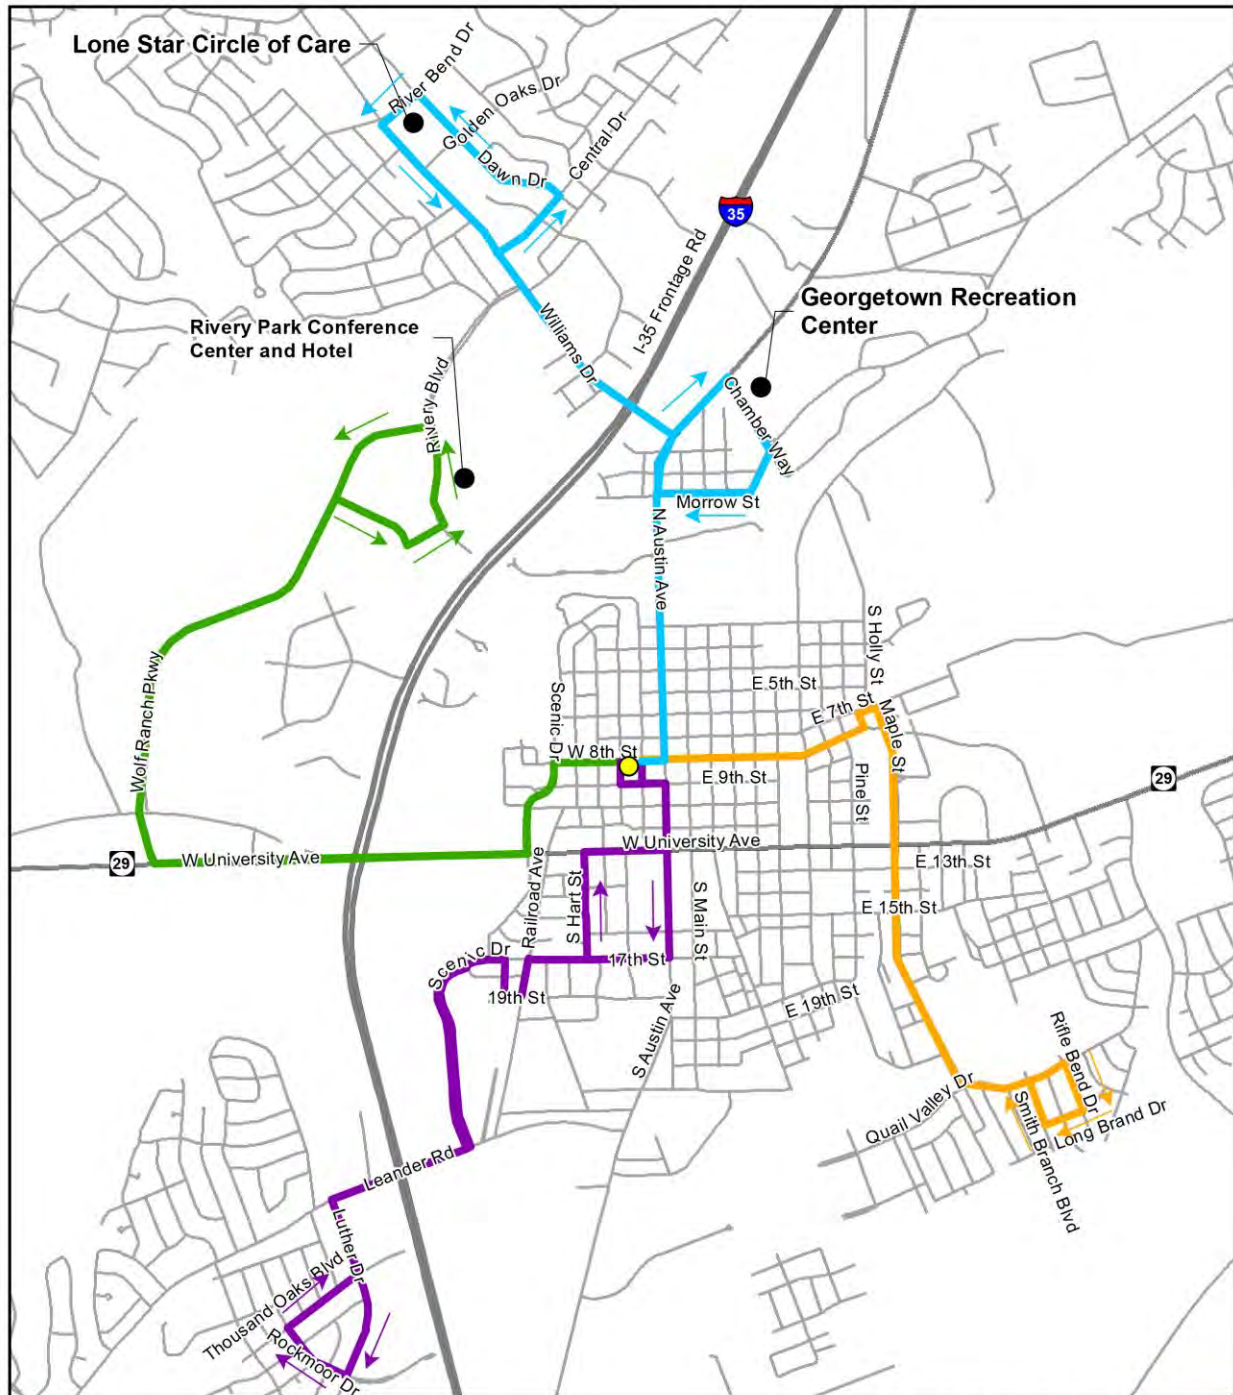 Lone Star Circle of Care
River Bend Dr
Golden Oaks Dr
Dawn Dr
Central Dr
35
I-35 Frontage Rd
Georgetown Recreation
Center
Rivery Park Conference
Center and Hotel
Rivery Blvd
Williams Dr
Chamber Way
Morrow St
N Austin Ave
S Holly St
Wolf Ranch Pkwy
Scenic Dr
E 5th St
E 7th St
Maple St
W 8th St
E 9th St
Pine St
29
W University Ave
29
W University Ave
E 13th St
Railroad Ave
S Hart St
S Main St
E 15th St
Scenic Dr
17th St
19th St
E 19th St
S Austin Ave
Rifle Bend Dr
Quail Valley Dr
Smith Branch Blvd
Long Brand Dr
Leander Rd
Luther Dr
Thousand Oaks Blvd
Rockmoor Dr